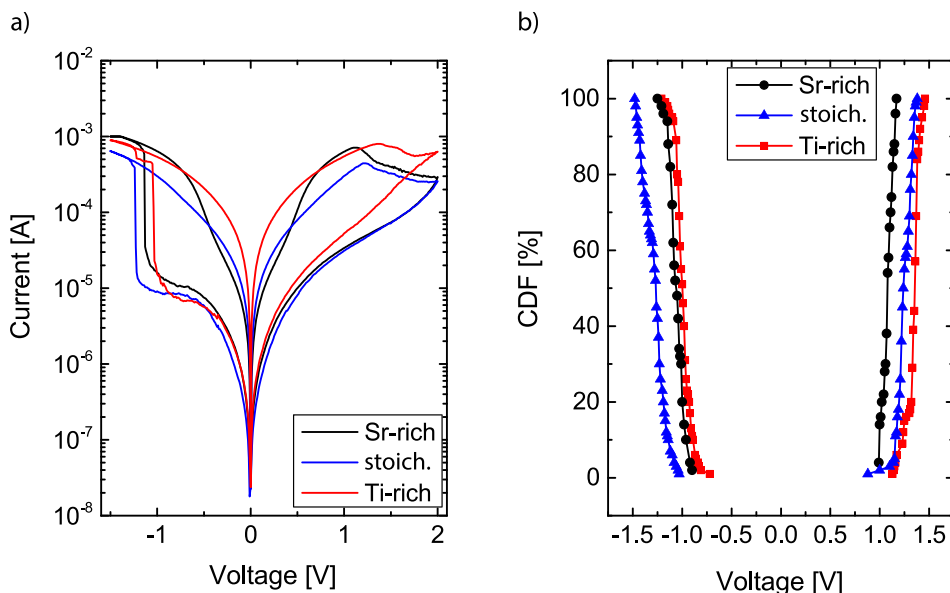 a)
10⁻²
10⁻³
10⁻⁴
10⁻⁵
10⁻⁶
10⁻⁷
10⁻⁸
Current [A]
-1
0
1
2
Voltage [V]
Sr-rich
stoich.
Ti-rich
b)
100
80
60
40
20
0
CDF [%]
-1.5
-1.0
-0.5
0.0
0.5
1.0
1.5
Voltage [V]
Sr-rich
stoich.
Ti-rich